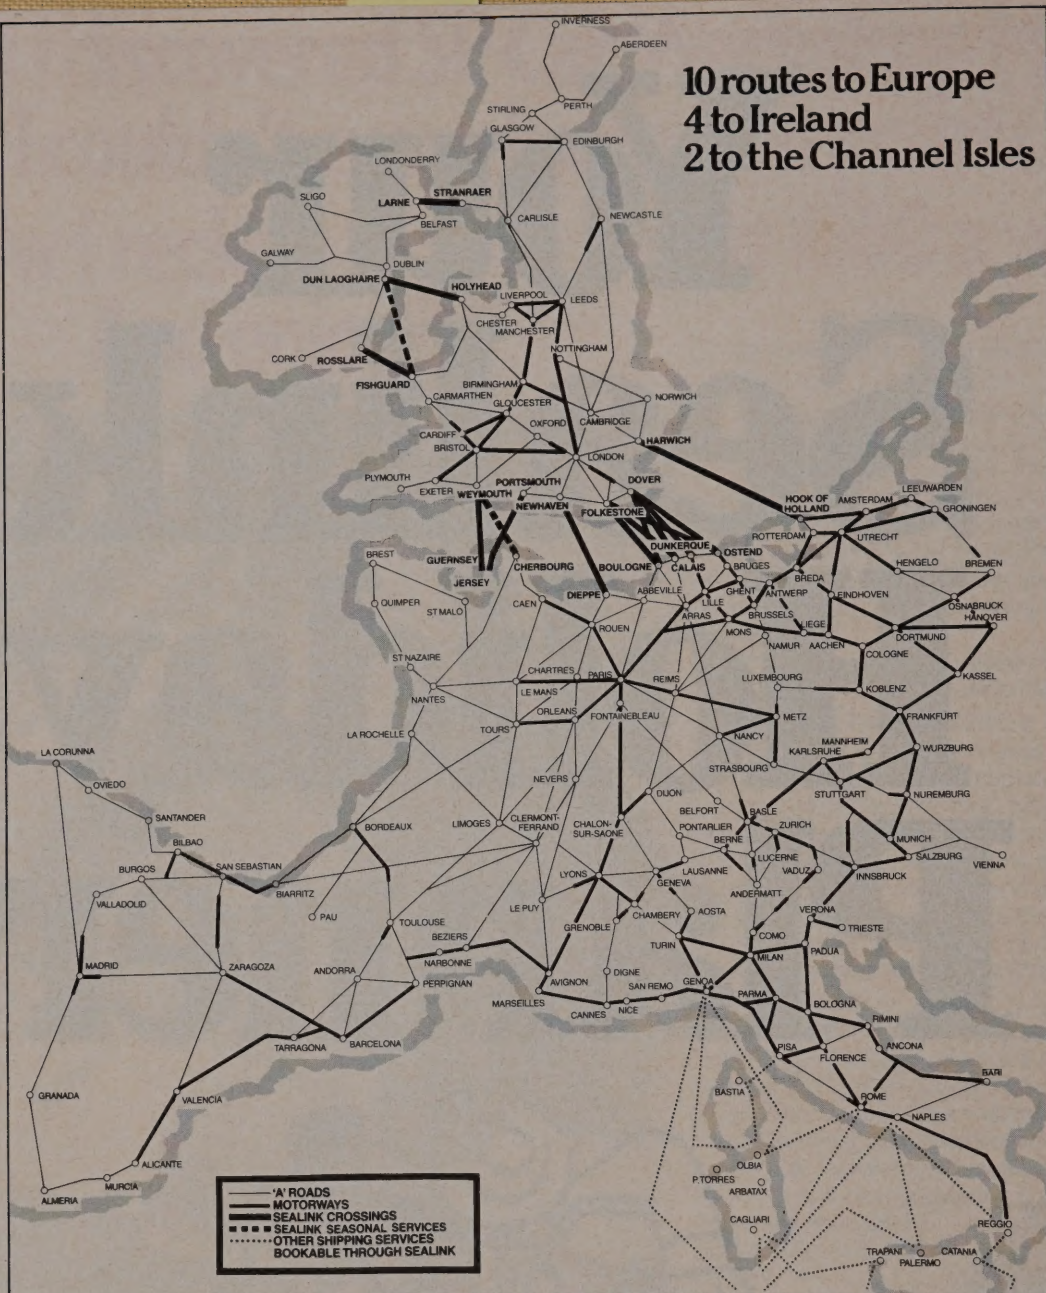 10 routes to Europe
4 to Ireland
2 to the Channel Isles
INVERNESS
ABERDEEN
PERTH
STIRLING
GLASGOW
EDINBURGH
LONDONDERRY
STRANRAER
LARNE
SLIGO
BELFAST
CARLISLE
NEWCASTLE
GALWAY
DUBLIN
DUN LAOGHAIRE
HOLYHEAD
LIVERPOOL
LEEDS
CHESTER
MANCHESTER
NOTTINGHAM
CORK
ROSSLARE
FISHGUARD
BIRMINGHAM
CARMARTHEN
NORWICH
GLOUCESTER
CAMBRIDGE
OXFORD
CARDIFF
HARWICH
BRISTOL
LONDON
PLYMOUTH
EXETER
PORTSMOUTH
DOVER
WEYMOUTH
NEWHAVEN
FOLKESTONE
HOOK OF
HOLLAND
AMSTERDAM
LEEUWARDEN
GRONINGEN
ROTTERDAM
UTRECHT
DUNKERQUE
OSTEND
BREST
GUERNSEY
CHERBOURG
BOULOGNE
CALAIS
BRUGES
HENGELO
BREMEN
JERSEY
BREDA
QUIMPER
ST MALO
CAEN
DIEPPE
ABBEVILLE
LILLE
GHENT
ANTWERP
EINDHOVEN
OSNABRUCK
ARRAS
BRUSSELS
HANOVER
ROUEN
MONS
LIEGE
AACHEN
DORTMUND
NAMUR
COLOGNE
ST NAZAIRE
CHARTRES
PARIS
REIMS
LUXEMBOURG
KASSEL
NANTES
LE MANS
KOBLENZ
ORLEANS
FONTAINEBLEAU
METZ
FRANKFURT
LA ROCHELLE
TOURS
NANCY
MANNHEIM
KARLSRUHE
WURZBURG
LA CORUNNA
STRASBOURG
OVIEDO
NEVERS
STUTTGART
NUREMBURG
DIJON
BELFORT
SANTANDER
BORDEAUX
LIMOGES
CLERMONT-
FERRAND
CHALON-
SUR-SAONE
BASLE
PONTARLIER
ZURICH
MUNICH
BILBAO
BERNE
SAN SEBASTIAN
LAUSANNE
LUCERNE
SALZBURG
VIENNA
BURGOS
BIARRITZ
LYONS
GENEVA
VADUZ
INNSBRUCK
VALLADOLID
ANDERMATT
LE PUY
CHAMBERY
AOSTA
VERONA
PAU
TOULOUSE
GRENOBLE
TRIESTE
BEZIERS
TURIN
COMO
MADRID
ZARAGOZA
NARBONNE
MILAN
PADUA
ANDORRA
DIGNE
PERPIGNAN
AVIGNON
GENOA
SAN REMO
PARMA
MARSEILLES
CANNES
NICE
BOLOGNA
RIMINI
TARRAGONA
BARCELONA
PISA
FLORENCE
ANCONA
BARI
GRANADA
VALENCIA
BASTIA
ROME
NAPLES
ALICANTE
OLBIA
MURCIA
P.TORRES
ALMERIA
ARBATAX
CAGLIARI
REGGIO
TRAPANI
PALERMO
CATANIA
'A' ROADS
MOTORWAYS
SEALINK CROSSINGS
SEALINK SEASONAL SERVICES
OTHER SHIPPING SERVICES
BOOKABLE THROUGH SEALINK